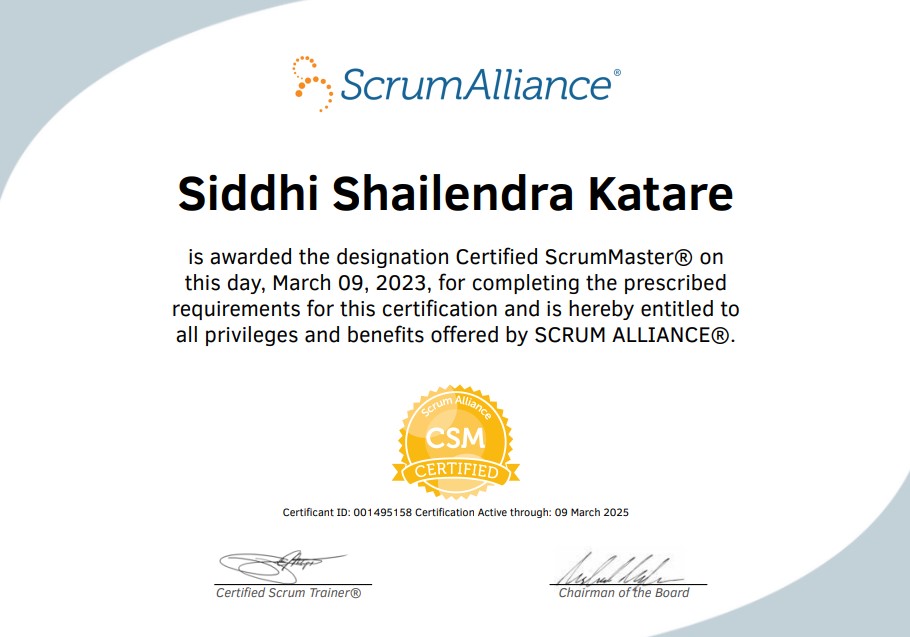 ScrumAlliance®
Siddhi Shailendra Katare
is awarded the designation Certified ScrumMaster® on
this day, March 09, 2023, for completing the prescribed
requirements for this certification and is hereby entitled to
all privileges and benefits offered by SCRUM ALLIANCE®.
Scrum Alliance
CSM
CERTIFIED
Certificant ID: 001495158 Certification Active through: 09 March 2025
Certified Scrum Trainer®
Chairman of the Board